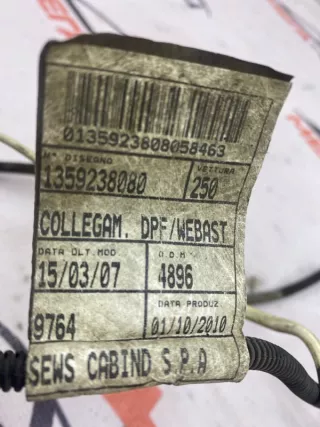 0135923808058463
N° DISEGNO VETTURA
1359238080 250
COLLEGAM. DPF/WEBAST
DATA ULT.MOD O.D.M
15/03/07 4896
DATA PRODUZ.
9764 01/10/2010
SEWS CABIND S.P.A